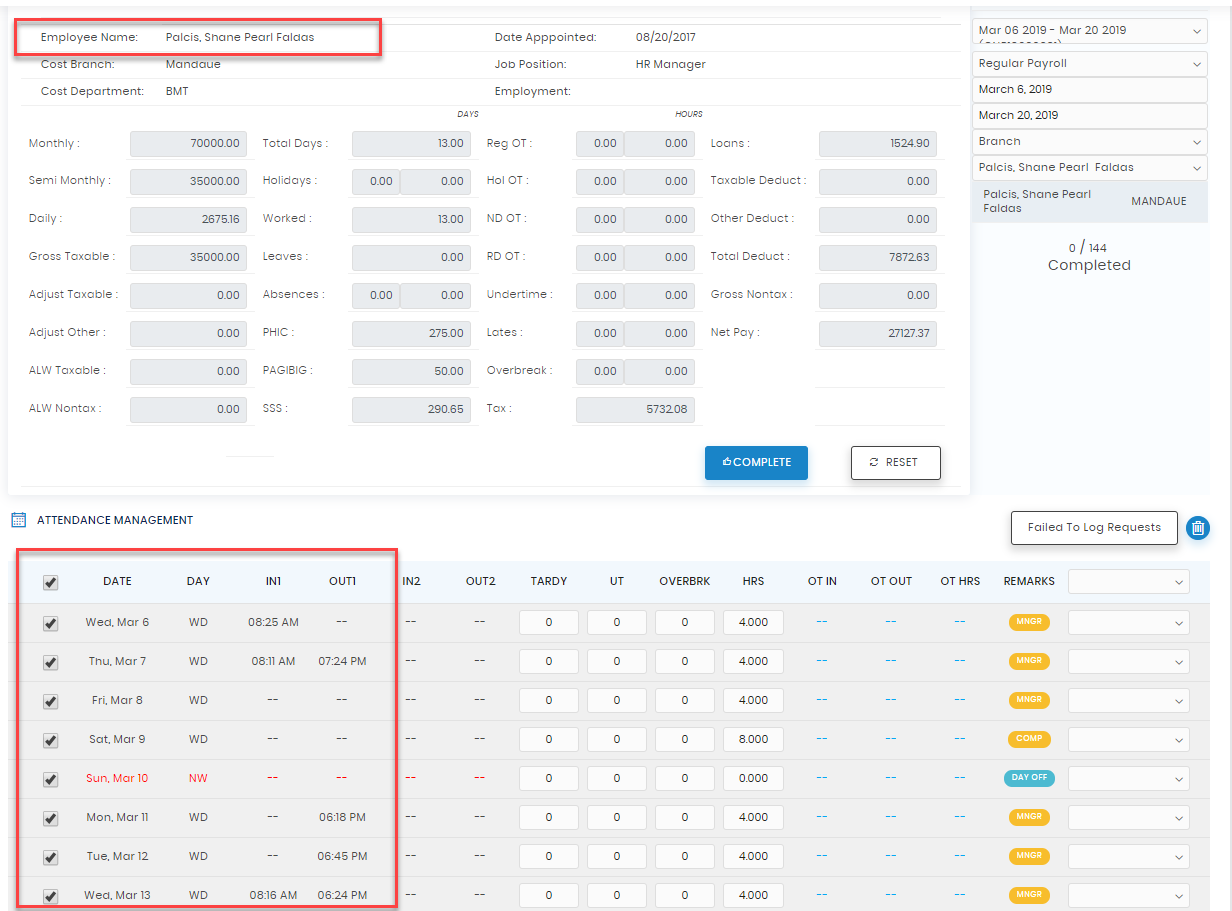 Employee Name: Palcis, Shane Pearl Faldas Date Apppointed: 08/20/2017
Cost Branch: Mandaue Job Position: HR Manager
Cost Department: BMT Employment:
DAYS HOURS
Monthly : 70000.00 Total Days : 13.00 Reg OT : 0.00 0.00 Loans : 1524.90
Semi Monthly : 35000.00 Holidays : 0.00 0.00 Hol OT : 0.00 0.00 Taxable Deduct : 0.00
Daily : 2675.16 Worked : 13.00 ND OT : 0.00 0.00 Other Deduct : 0.00
Gross Taxable : 35000.00 Leaves : 0.00 RD OT : 0.00 0.00 Total Deduct : 7872.63
Adjust Taxable : 0.00 Absences : 0.00 0.00 Undertime : 0.00 0.00 Gross Nontax : 0.00
Adjust Other : 0.00 PHIC : 275.00 Lates : 0.00 0.00 Net Pay : 27127.37
ALW Taxable : 0.00 PAGIBIG : 50.00 Overbreak : 0.00 0.00
ALW Nontax : 0.00 SSS : 290.65 Tax : 5732.08
COMPLETE RESET
Mar 06 2019 - Mar 20 2019
Regular Payroll
March 6, 2019
March 20, 2019
Branch
Palcis, Shane Pearl Faldas
Palcis, Shane Pearl Faldas MANDAUE
0 / 144
Completed
ATTENDANCE MANAGEMENT Failed To Log Requests
DATE DAY IN1 OUT1 IN2 OUT2 TARDY UT OVERBRK HRS OT IN OT OUT OT HRS REMARKS
Wed, Mar 6 WD 08:25 AM -- -- -- 0 0 0 4.000 -- -- -- MNGR
Thu, Mar 7 WD 08:11 AM 07:24 PM -- -- 0 0 0 4.000 -- -- -- MNGR
Fri, Mar 8 WD -- -- -- -- 0 0 0 4.000 -- -- -- MNGR
Sat, Mar 9 WD -- -- -- -- 0 0 0 8.000 -- -- -- COMP
Sun, Mar 10 NW -- -- -- -- 0 0 0 0.000 -- -- -- DAY OFF
Mon, Mar 11 WD -- 06:18 PM -- -- 0 0 0 4.000 -- -- -- MNGR
Tue, Mar 12 WD -- 06:45 PM -- -- 0 0 0 4.000 -- -- -- MNGR
Wed, Mar 13 WD 08:16 AM 06:24 PM -- -- 0 0 0 4.000 -- -- -- MNGR